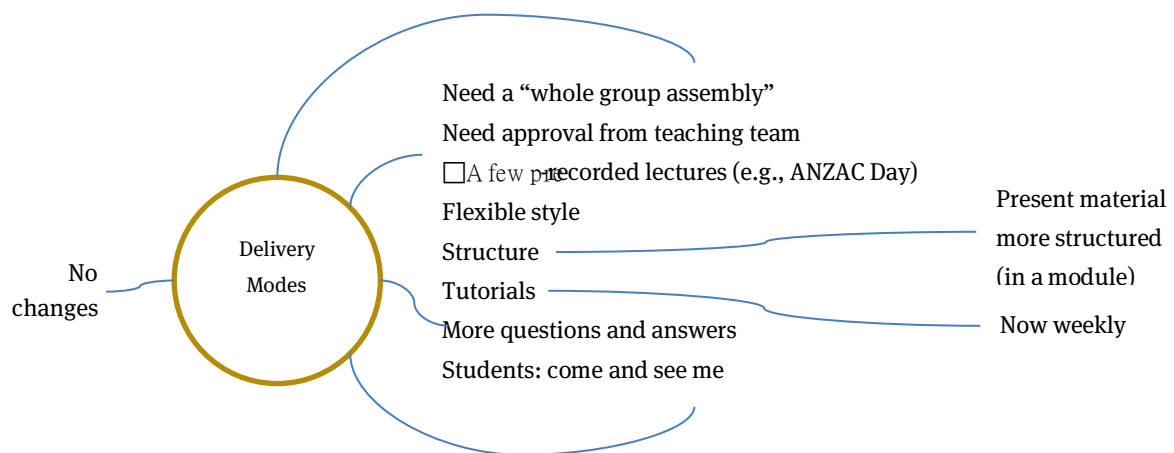 Need a “whole group assembly”
Need approval from teaching team
☐A few pre-recorded lectures (e.g., ANZAC Day)
Flexible style
Structure
Tutorials
More questions and answers
Students: come and see me
Delivery
Modes
No
changes
Present material
more structured
(in a module)
Now weekly